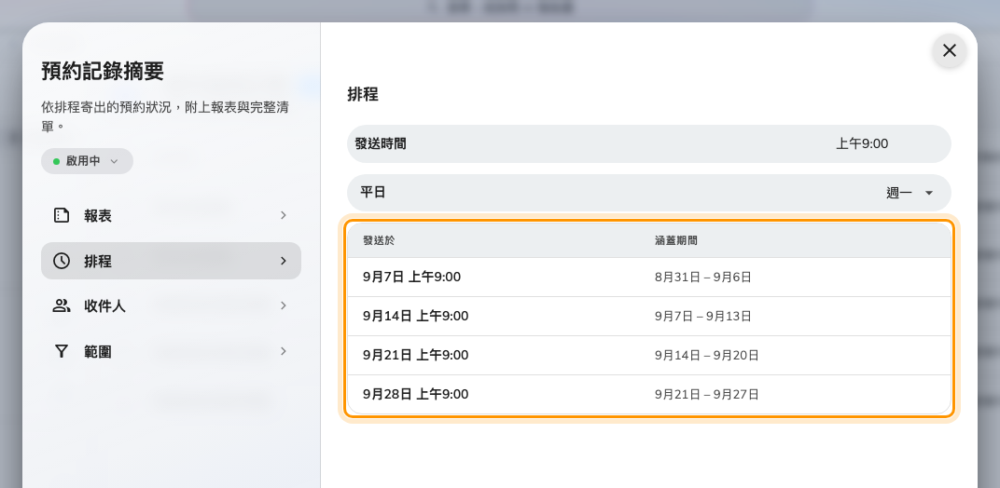 預約記錄摘要
依排程寄出的預約狀況，附上報表與完整清
單。
啟用中
報表
排程
收件人
範圍
排程
發送時間 上午9:00
平日 週一
發送於 涵蓋期間
9月7日 上午9:00 8月31日 – 9月6日
9月14日 上午9:00 9月7日 – 9月13日
9月21日 上午9:00 9月14日 – 9月20日
9月28日 上午9:00 9月21日 – 9月27日